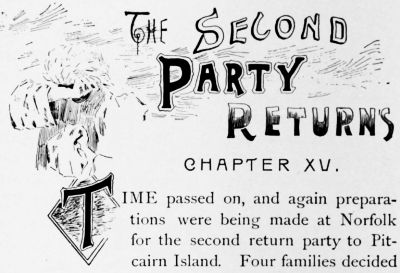 THE SECOND
PARTY
RETURNS
CHAPTER XV.
TIME passed on, and again prepara-
tions were being made at Norfolk
for the second return party to Pit-
cairn Island. Four families decided